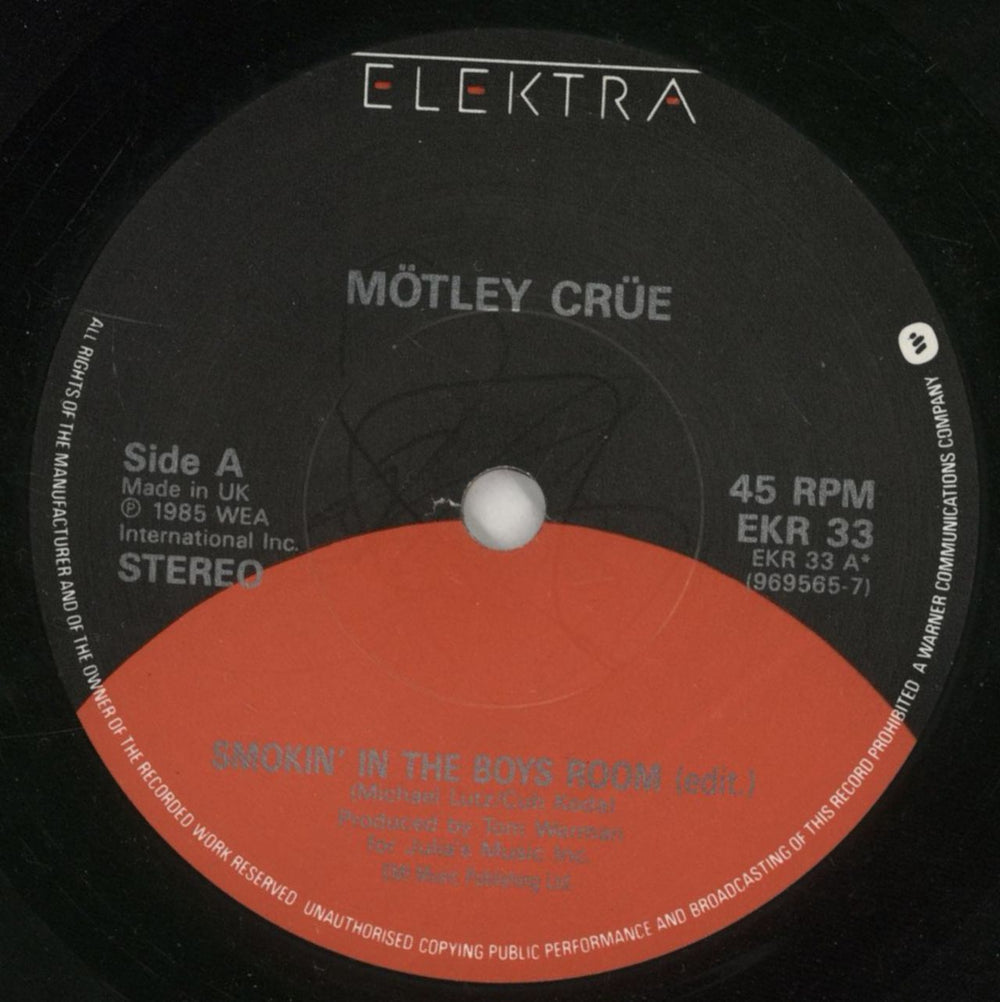 ELEKTRA
MÖTLEY CRÜE
Side A
Made in UK
℗ 1985 WEA
International Inc.
STEREO
45 RPM
EKR 33
EKR 33 A*
(969565-7)
SMOKIN' IN THE BOYS ROOM (edit.)
(Michael Lutz/Cub Koda)
Produced by Tom Werman
for Julia's Music, Inc.
EMI Music Publishing Ltd.
ALL RIGHTS OF THE MANUFACTURER AND OF THE OWNER OF THE RECORDED WORK RESERVED UNAUTHORISED COPYING PUBLIC PERFORMANCE AND BROADCASTING OF THIS RECORD PROHIBITED A WARNER COMMUNICATIONS COMPANY